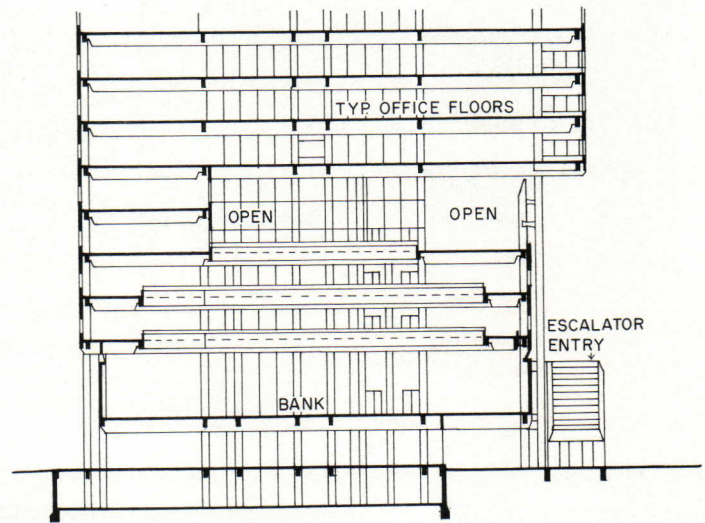 TYP OFFICE FLOORS
OPEN
OPEN
ESCALATOR
ENTRY
BANK